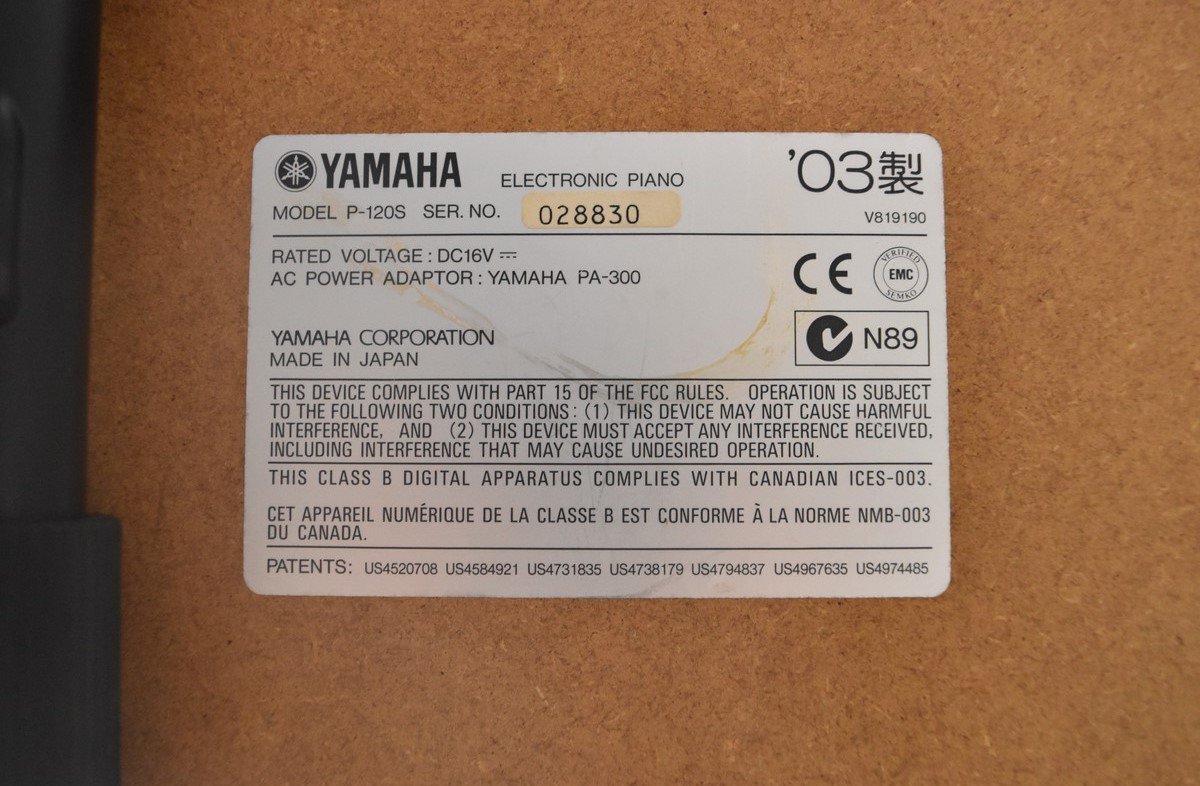 YAMAHA ELECTRONIC PIANO '03製
MODEL P-120S SER. NO. 028830 V819190
RATED VOLTAGE : DC16V ⎓
AC POWER ADAPTOR : YAMAHA PA-300
CE VERIFIED EMC SEMKO
YAMAHA CORPORATION
MADE IN JAPAN
N89
THIS DEVICE COMPLIES WITH PART 15 OF THE FCC RULES. OPERATION IS SUBJECT
TO THE FOLLOWING TWO CONDITIONS : (1) THIS DEVICE MAY NOT CAUSE HARMFUL
INTERFERENCE, AND (2) THIS DEVICE MUST ACCEPT ANY INTERFERENCE RECEIVED,
INCLUDING INTERFERENCE THAT MAY CAUSE UNDESIRED OPERATION.
THIS CLASS B DIGITAL APPARATUS COMPLIES WITH CANADIAN ICES-003.
CET APPAREIL NUMÉRIQUE DE LA CLASSE B EST CONFORME À LA NORME NMB-003
DU CANADA.
PATENTS: US4520708 US4584921 US4731835 US4738179 US4794837 US4967635 US4974485